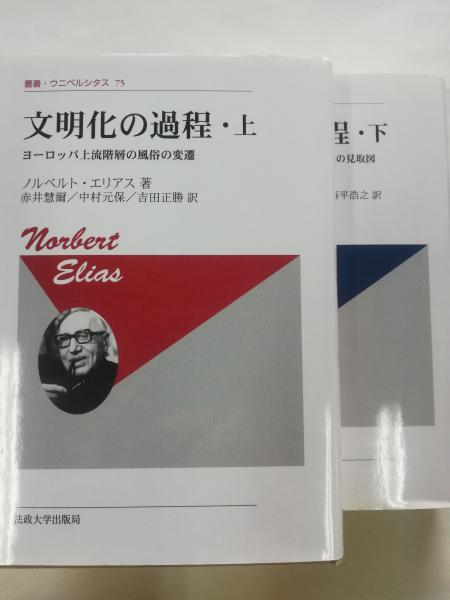 叢書・ウニベルシタス 75
文明化の過程・上
ヨーロッパ上流階層の風俗の変遷
ノルベルト・エリアス 著
赤井慧爾／中村元保／吉田正勝 訳
Norbert
Elias
法政大学出版局
程・下
の見取図
平浩之 訳